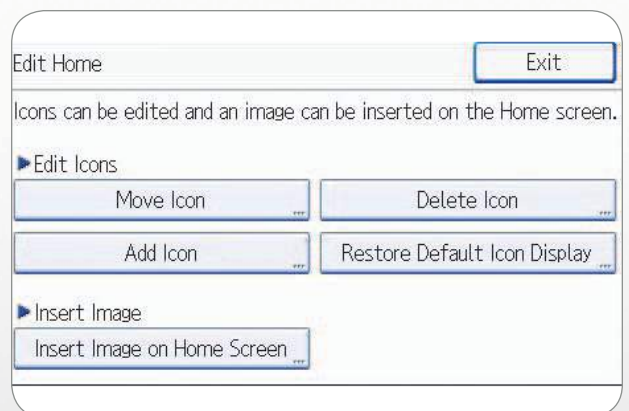 Edit Home
Exit
Icons can be edited and an image can be inserted on the Home screen.
Edit Icons
Move Icon
Delete Icon
Add Icon
Restore Default Icon Display
Insert Image
Insert Image on Home Screen